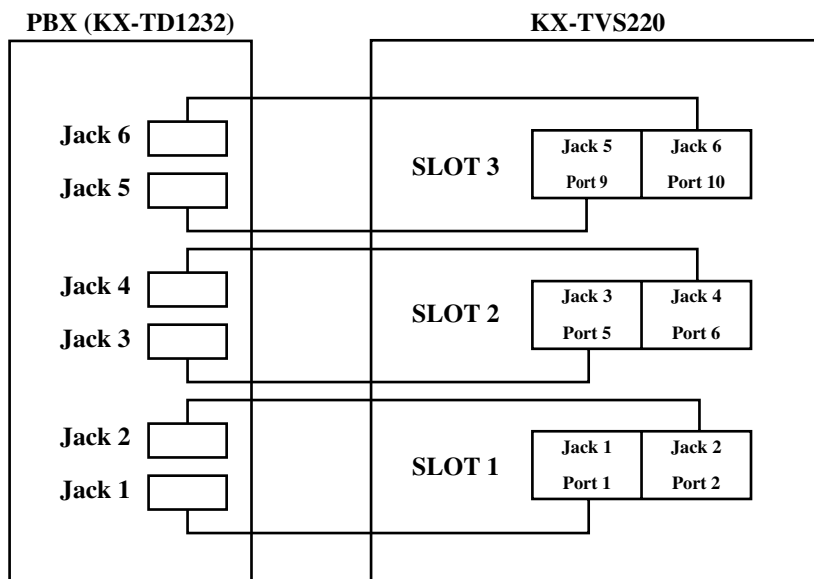 PBX (KX-TD1232)
KX-TVS220
Jack 6
Jack 5
SLOT 3
Jack 5
Port 9
Jack 6
Port 10
Jack 4
Jack 3
SLOT 2
Jack 3
Port 5
Jack 4
Port 6
Jack 2
Jack 1
SLOT 1
Jack 1
Port 1
Jack 2
Port 2